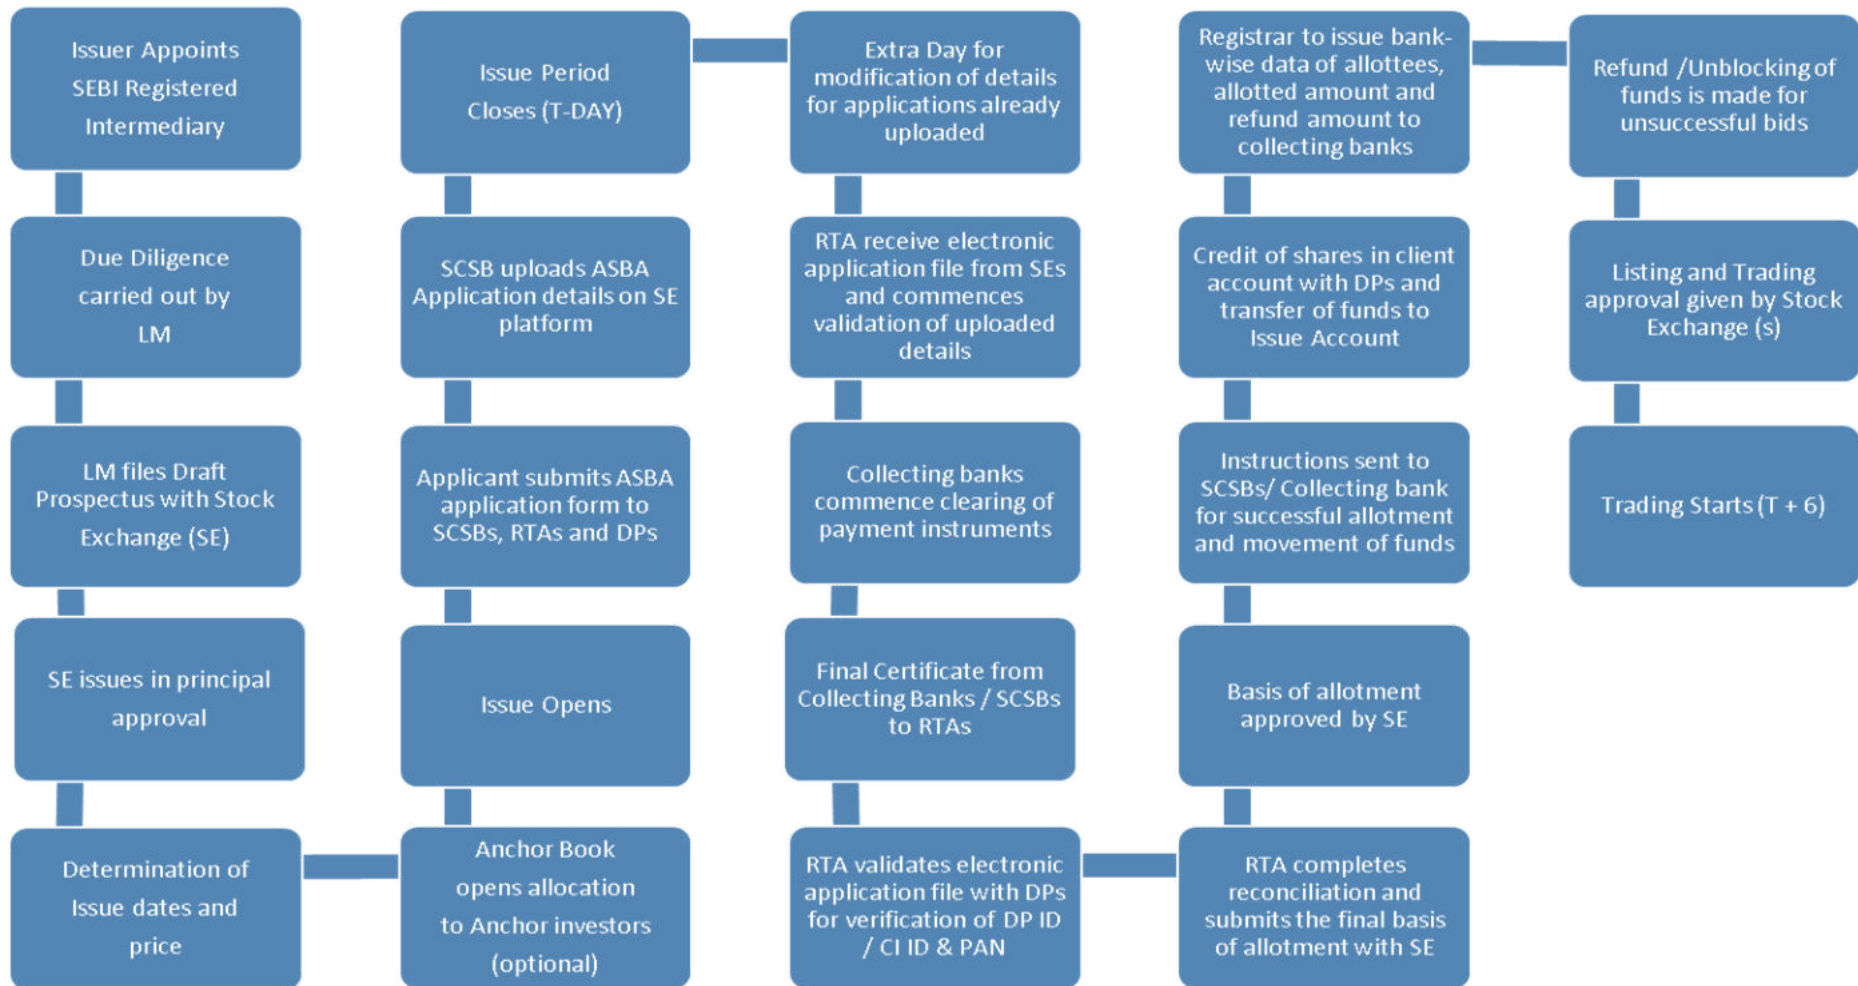 Issuer Appoints
SEBI Registered
Intermediary
Due Diligence
carried out by
LM
LM files Draft
Prospectus with Stock
Exchange (SE)
SE issues in principal
approval
Determination of
Issue dates and
price
Anchor Book
opens allocation
to Anchor investors
(optional)
Issue Opens
Applicant submits ASBA
application form to
SCSBs, RTAs and DPs
SCSB uploads ASBA
Application details on SE
platform
Issue Period
Closes (T-DAY)
Extra Day for
modification of details
for applications already
uploaded
RTA receive electronic
application file from SEs
and commences
validation of uploaded
details
Collecting banks
commence clearing of
payment instruments
Final Certificate from
Collecting Banks / SCSBs
to RTAs
RTA validates electronic
application file with DPs
for verification of DP ID
/ CI ID & PAN
RTA completes
reconciliation and
submits the final basis
of allotment with SE
Basis of allotment
approved by SE
Instructions sent to
SCSBs/ Collecting bank
for successful allotment
and movement of funds
Credit of shares in client
account with DPs and
transfer of funds to
Issue Account
Registrar to issue bank-
wise data of allottees,
allotted amount and
refund amount to
collecting banks
Refund /Unblocking of
funds is made for
unsuccessful bids
Listing and Trading
approval given by Stock
Exchange (s)
Trading Starts (T + 6)